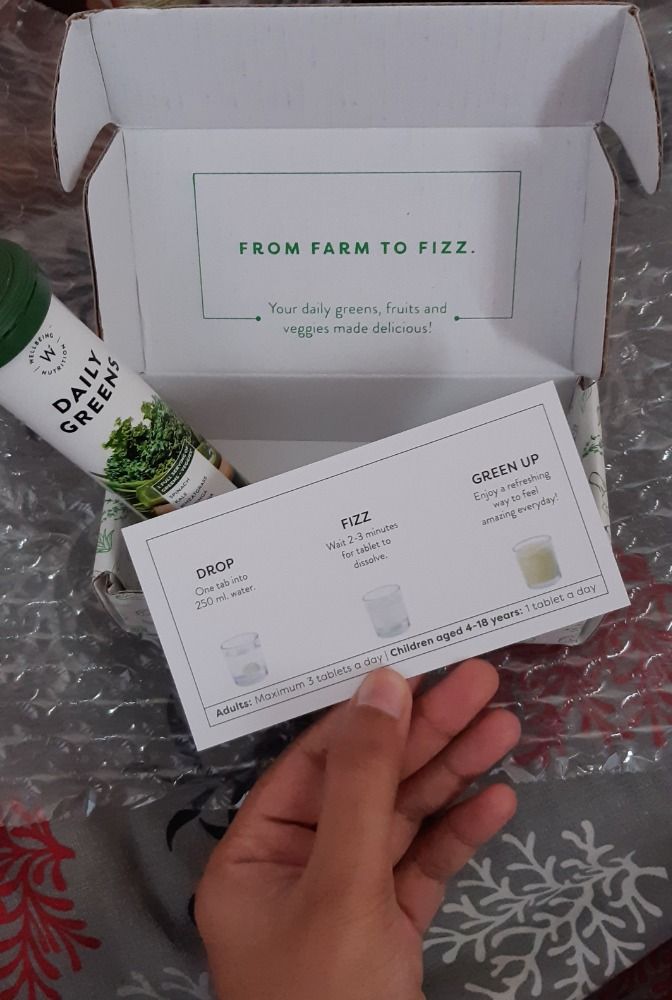 FROM FARM TO FIZZ.
Your daily greens, fruits and
veggies made delicious!
WELLBEING
W
NUTRITION
DAILY
GREENS
SPINACH
KALE
DROP
One tab into
250 ml. water.
FIZZ
Wait 2-3 minutes
for tablet to
dissolve.
GREEN UP
Enjoy a refreshing
way to feel
amazing everyday!
Adults: Maximum 3 tablets a day | Children aged 4-18 years: 1 tablet a day